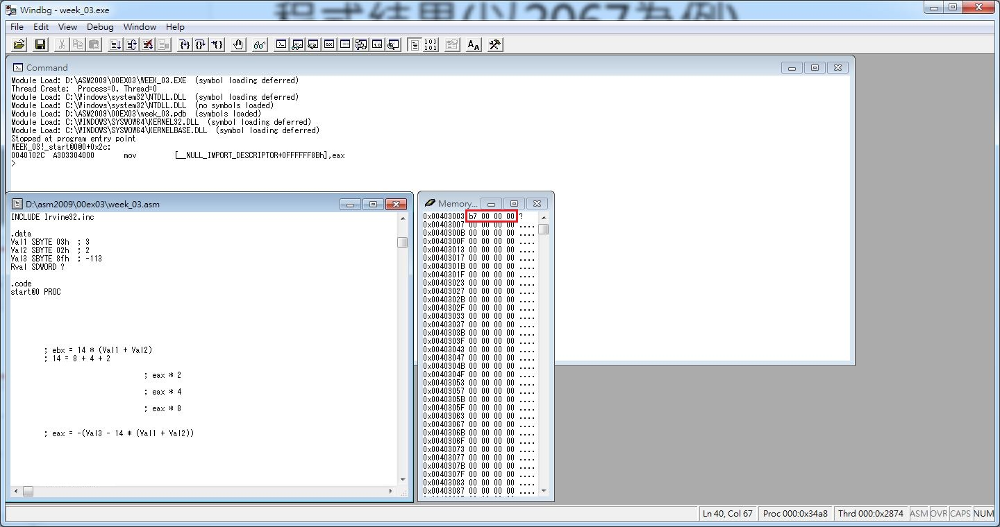 程式結果(以2067為例)
Windbg - week_03.exe
File Edit View Debug Window Help
Command
Module Load: D:\ASM2009\00EX03\WEEK_03.EXE (symbol loading deferred)
Thread Create: Process=0, Thread=0
Module Load: C:\Windows\system32\NTDLL.DLL (symbol loading deferred)
Module Load: C:\Windows\system32\NTDLL.DLL (no symbols loaded)
Module Load: D:\ASM2009\00EX03\week_03.pdb (symbols loaded)
Module Load: C:\WINDOWS\SYSWOW64\KERNEL32.DLL (symbol loading deferred)
Module Load: C:\WINDOWS\SYSWOW64\KERNELBASE.DLL (symbol loading deferred)
Stopped at program entry point
WEEK_03!_start@0@0+0x2c:
0040102C A303304000 mov [__NULL_IMPORT_DESCRIPTOR+0FFFFFF8Bh],eax
>
D:\asm2009\00ex03\week_03.asm
INCLUDE Irvine32.inc
.data
Val1 SBYTE 03h ; 3
Val2 SBYTE 02h ; 2
Val3 SBYTE 8fh ; -113
Rval SDWORD ?
.code
start@0 PROC
; ebx = 14 * (Val1 + Val2)
; 14 = 8 + 4 + 2
; eax * 2
; eax * 4
; eax * 8
; eax = -(Val3 - 14 * (Val1 + Val2))
Memory...
0x00403003 b7 00 00 00 ?
0x00403007 00 00 00 00 ....
0x0040300B 00 00 00 00 ....
0x0040300F 00 00 00 00 ....
0x00403013 00 00 00 00 ....
0x00403017 00 00 00 00 ....
0x0040301B 00 00 00 00 ....
0x0040301F 00 00 00 00 ....
0x00403023 00 00 00 00 ....
0x00403027 00 00 00 00 ....
0x0040302B 00 00 00 00 ....
0x0040302F 00 00 00 00 ....
0x00403033 00 00 00 00 ....
0x00403037 00 00 00 00 ....
0x0040303B 00 00 00 00 ....
0x0040303F 00 00 00 00 ....
0x00403043 00 00 00 00 ....
0x00403047 00 00 00 00 ....
0x0040304B 00 00 00 00 ....
0x0040304F 00 00 00 00 ....
0x00403053 00 00 00 00 ....
0x00403057 00 00 00 00 ....
0x0040305B 00 00 00 00 ....
0x0040305F 00 00 00 00 ....
0x00403063 00 00 00 00 ....
0x00403067 00 00 00 00 ....
0x0040306B 00 00 00 00 ....
0x0040306F 00 00 00 00 ....
0x00403073 00 00 00 00 ....
0x00403077 00 00 00 00 ....
0x0040307B 00 00 00 00 ....
0x0040307F 00 00 00 00 ....
0x00403083 00 00 00 00 ....
0x00403087 00 00 00 00 ....
Ln 40, Col 67 Proc 000:0x34a8 Thrd 000:0x2874 ASM OVR CAPS NUM